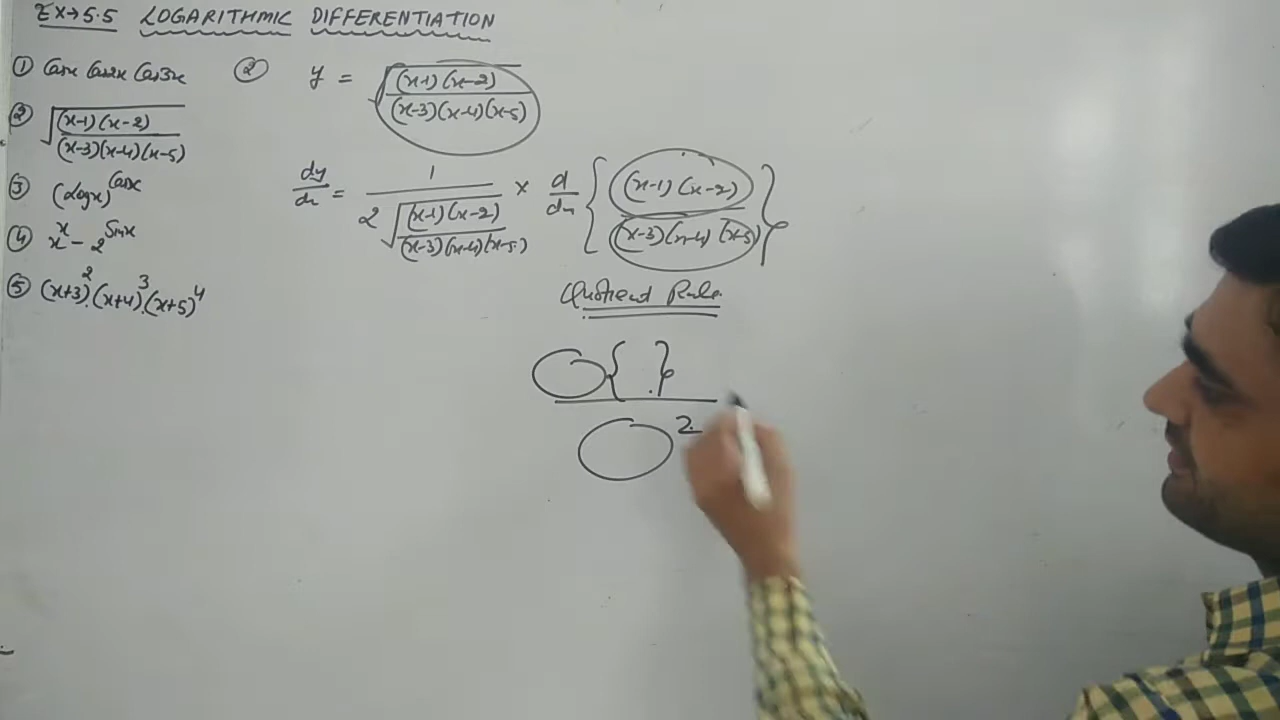 EX→5.5 LOGARITHMIC DIFFERENTIATION
① Cosx Cos2x Cos3x
② √((x-1)(x-2)/(x-3)(x-4)(x-5))
③ (logx)^cosx
④ x^x - 2^sinx
⑤ (x+3)^2.(x+4)^3.(x+5)^4
② y = √((x-1)(x-2)/(x-3)(x-4)(x-5))
dy/dx = 1/(2√((x-1)(x-2)/(x-3)(x-4)(x-5))) × d/dx {(x-1)(x-2)/(x-3)(x-4)(x-5)}
Quotient Rule
{ }
2